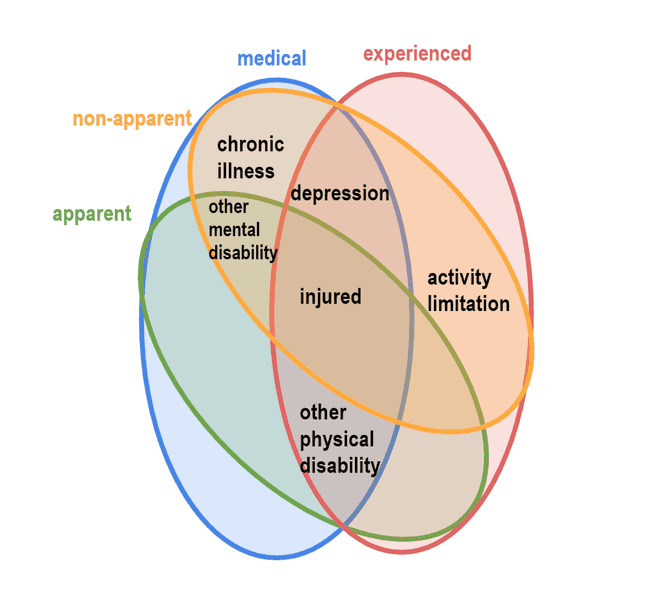 experienced
medical
non-apparent
chronic
illness
depression
apparent
other
mental
disability
injured
activity
limitation
other
physical
disability